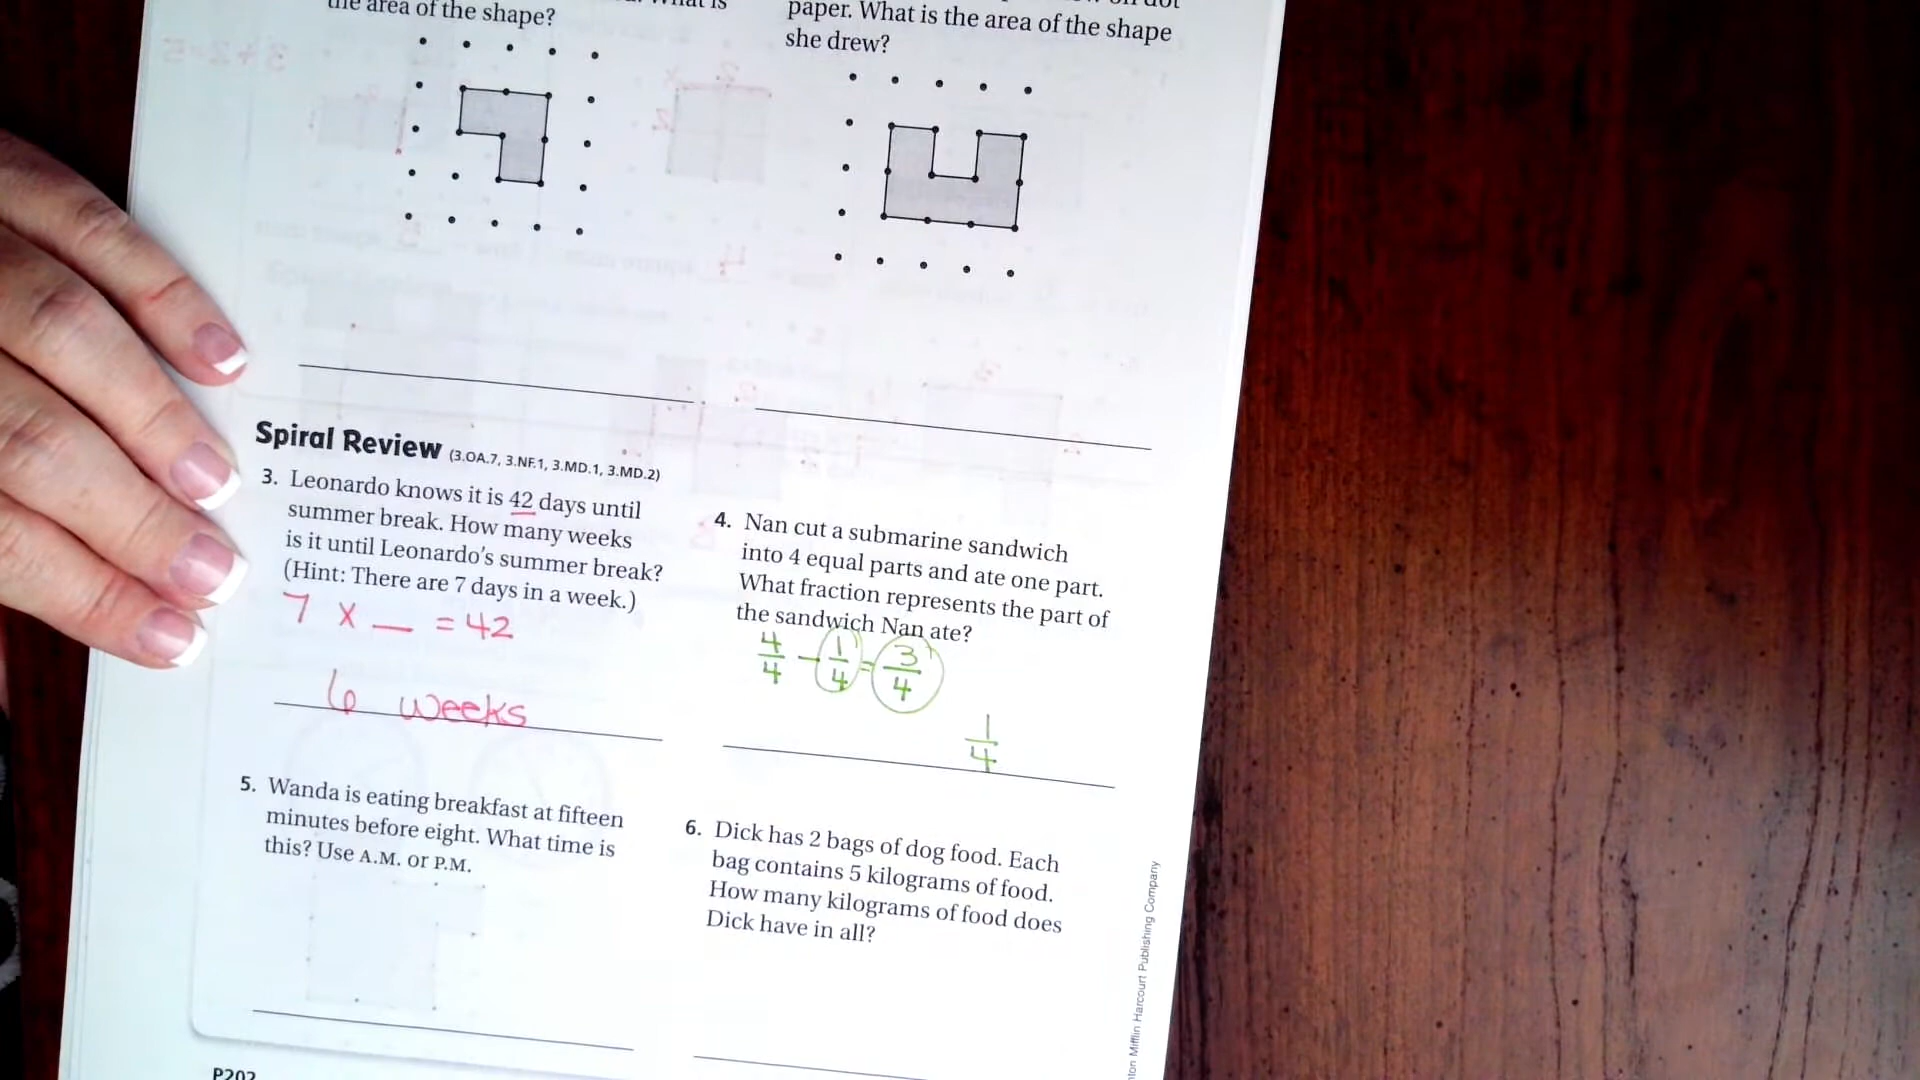 the area of the shape?
paper. What is the area of the shape
she drew?
Spiral Review (3.OA.7, 3.NF.1, 3.MD.1, 3.MD.2)
3. Leonardo knows it is 42 days until
summer break. How many weeks
is it until Leonardo's summer break?
(Hint: There are 7 days in a week.)
7 x _ = 42
6 weeks
4. Nan cut a submarine sandwich
into 4 equal parts and ate one part.
What fraction represents the part of
the sandwich Nan ate?
4/4 - 1/4 = 3/4
1/4
5. Wanda is eating breakfast at fifteen
minutes before eight. What time is
this? Use A.M. or P.M.
6. Dick has 2 bags of dog food. Each
bag contains 5 kilograms of food.
How many kilograms of food does
Dick have in all?
P202
Mifflin Harcourt Publishing Company